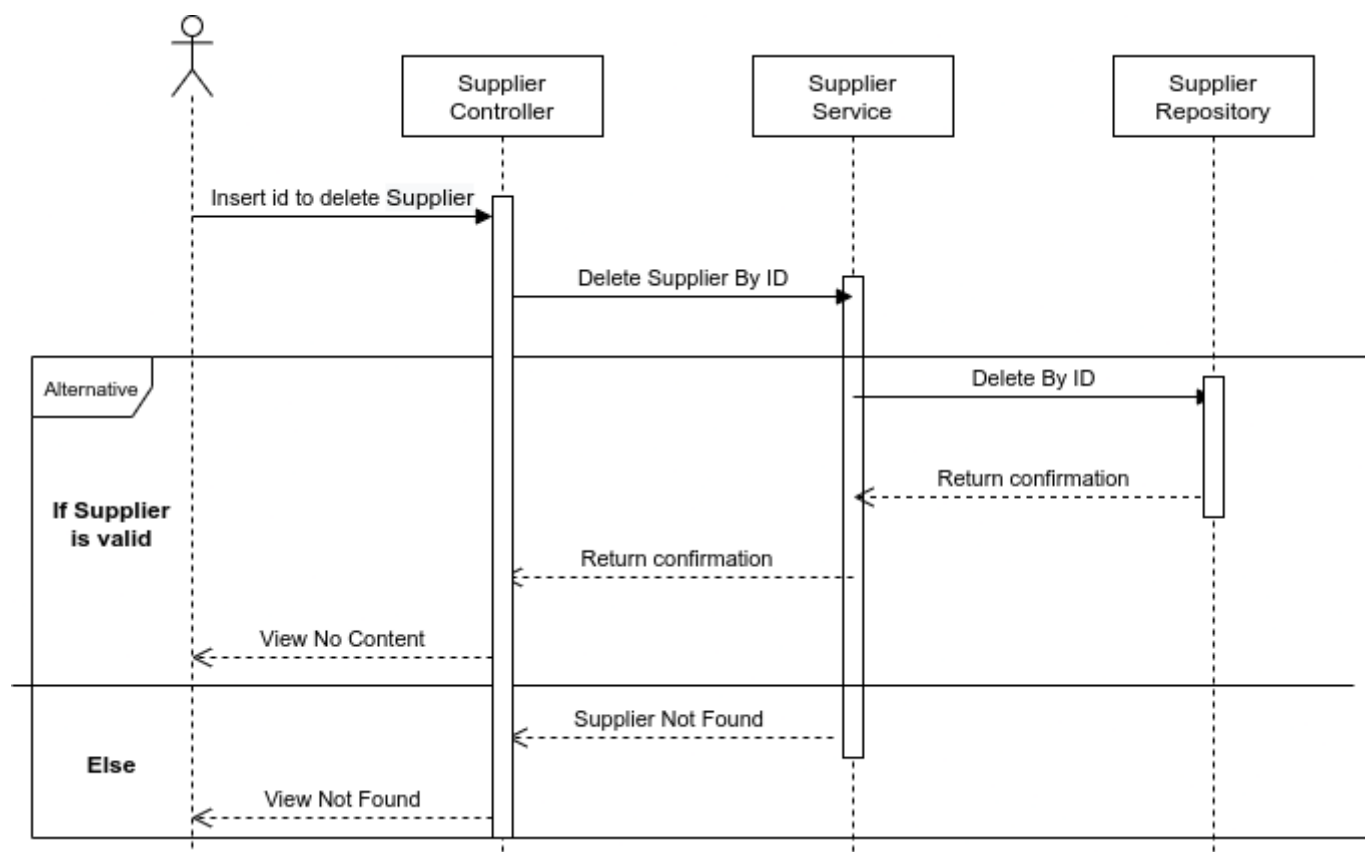 Supplier
Controller
Supplier
Service
Supplier
Repository
Insert id to delete Supplier
Delete Supplier By ID
Alternative
Delete By ID
Return confirmation
If Supplier
is valid
Return confirmation
View No Content
Supplier Not Found
Else
View Not Found